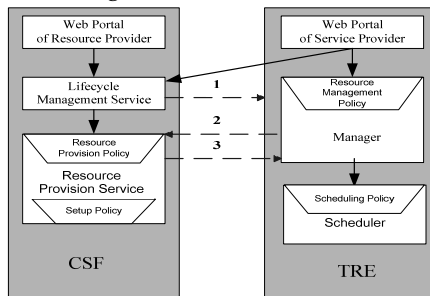 Web Portal
of Resource Provider
Lifecycle
Management Service
Resource
Provision Policy
Resource
Provision Service
Setup Policy
CSF
1
2
3
Web Portal
of Service Provider
Resource
Management
Policy
Manager
Scheduling Policy
Scheduler
TRE